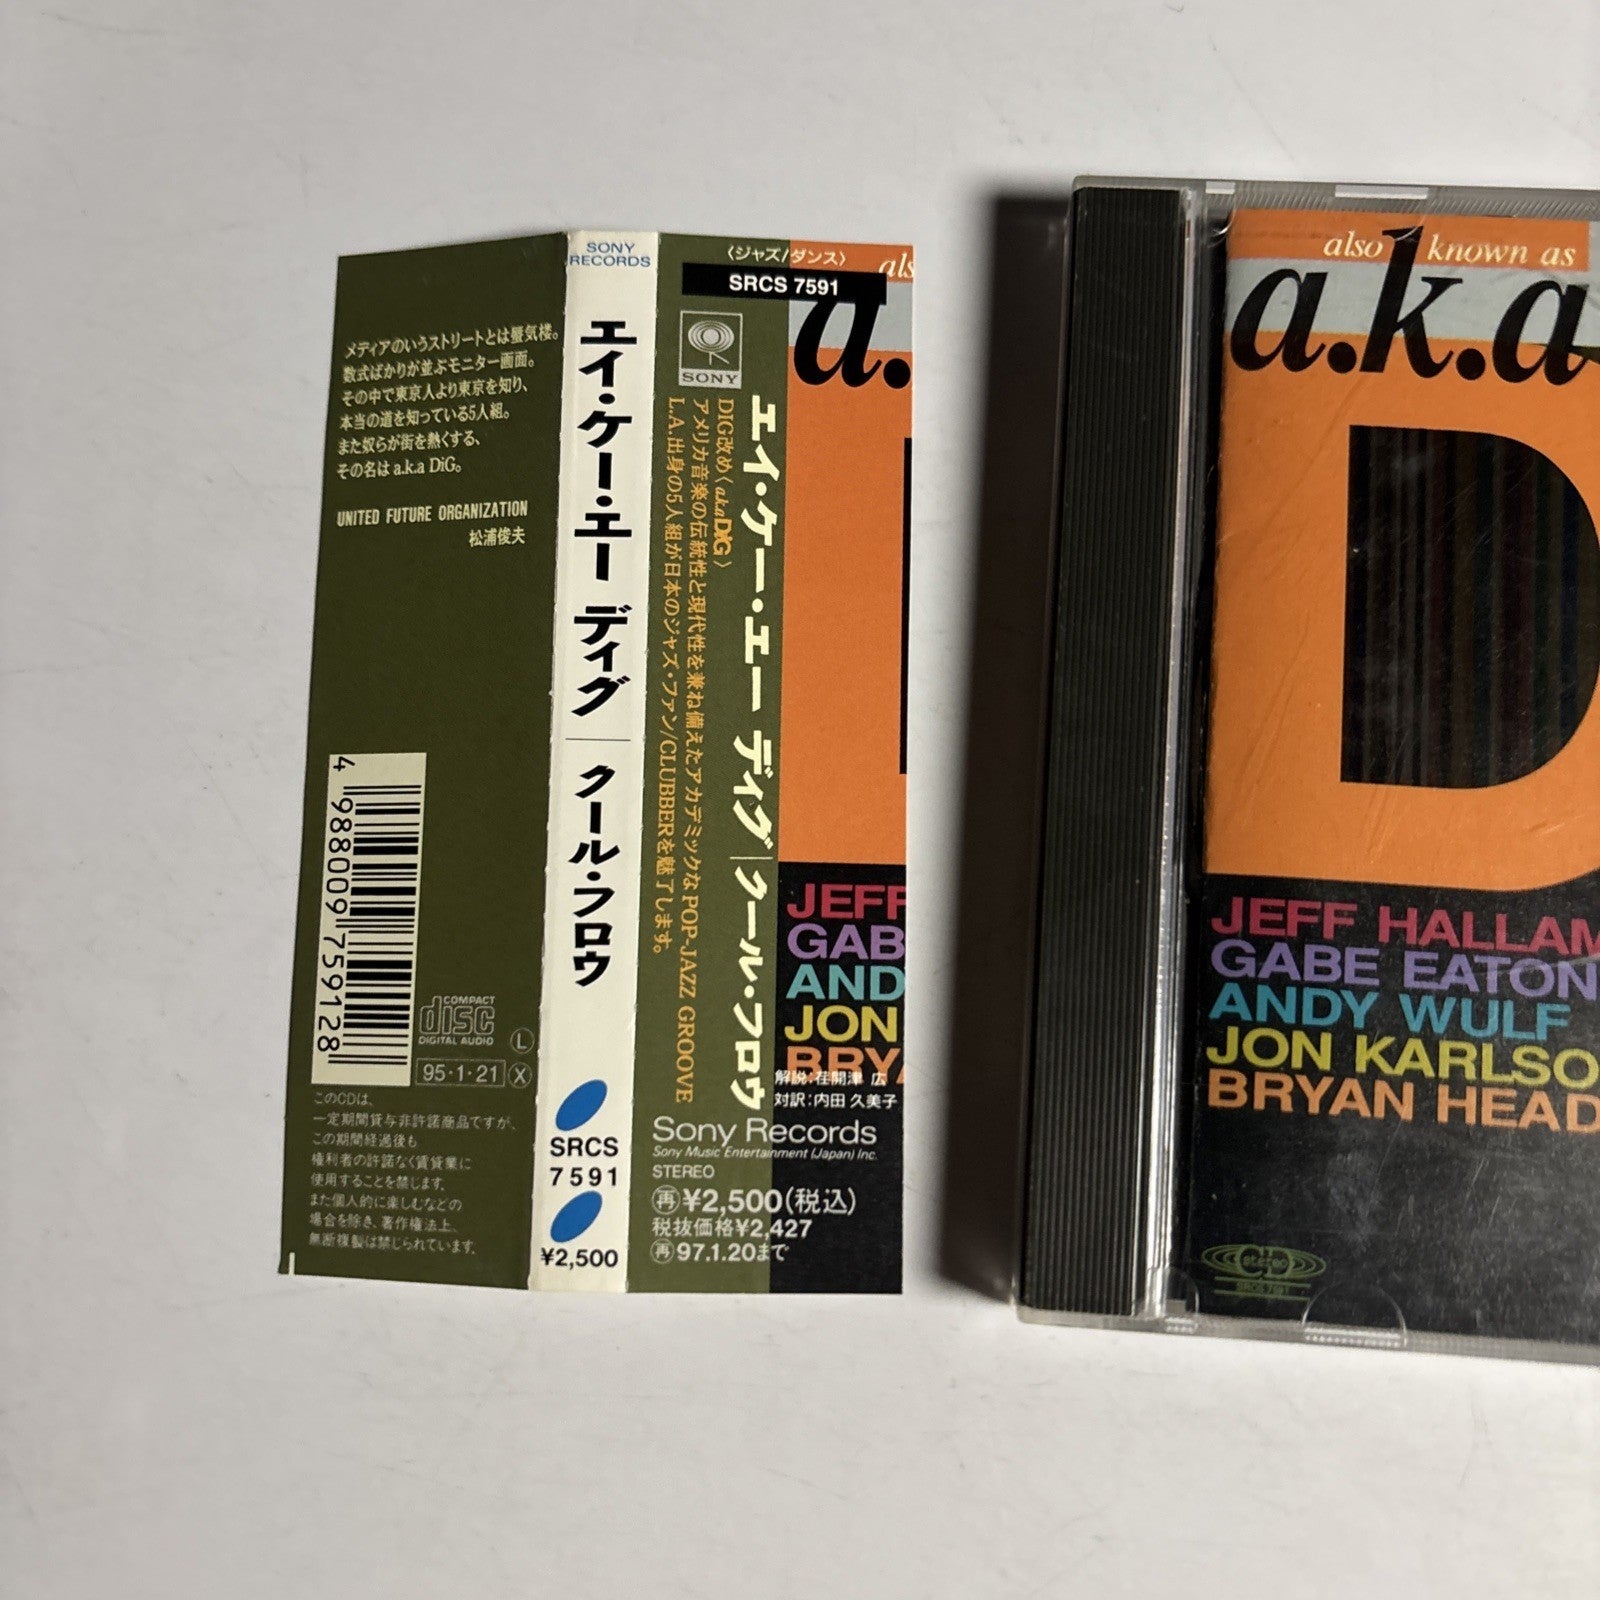 メディアのいうストリートとは蜃気楼。
数式ばかりが並ぶモニター画面。
その中で東京人より東京を知り、
本当の道を知っている5人組。
また奴らが街を熱くする、
その名は a.k.a DiG。
UNITED FUTURE ORGANIZATION
松浦俊夫
4 988009 759128
COMPACT
disc
DIGITAL AUDIO
L
95・1・21 X
このCDは、
一定期間貸与非許諾商品ですが、
この期間経過後も
権利者の許諾なく賃貸業に
使用することを禁じます。
また個人的に楽しむなどの
場合を除き、著作権法上、
無断複製は禁じられています。
SONY
RECORDS
エイ・ケー・エー ディグ
クール・フロウ
SRCS
7591
¥2,500
〈ジャズ/ダンス〉
SRCS 7591
SONY
エイ・ケー・エー ディグ|クール・フロウ
DIG改め〈a.k.a DiG〉
アメリカ音楽の伝統性と現代性を兼ね備えたアカデミックなPOP-JAZZ GROOVE
L.A.出身の5人組が日本のジャズ・ファン/CLUBBERを魅了します。
als
a.
JEFF
GAB
AND
JON
BRY
解説:荏開津 広
対訳:内田 久美子
Sony Records
Sony Music Entertainment (Japan) Inc.
STEREO
再¥2,500(税込)
税抜価格¥2,427
再97.1.20まで
also known as
a.k.a
D
JEFF HALLAM
GABE EATON
ANDY WULF
JON KARLSO
BRYAN HEAD
CD
STEREO
SRCS 7591